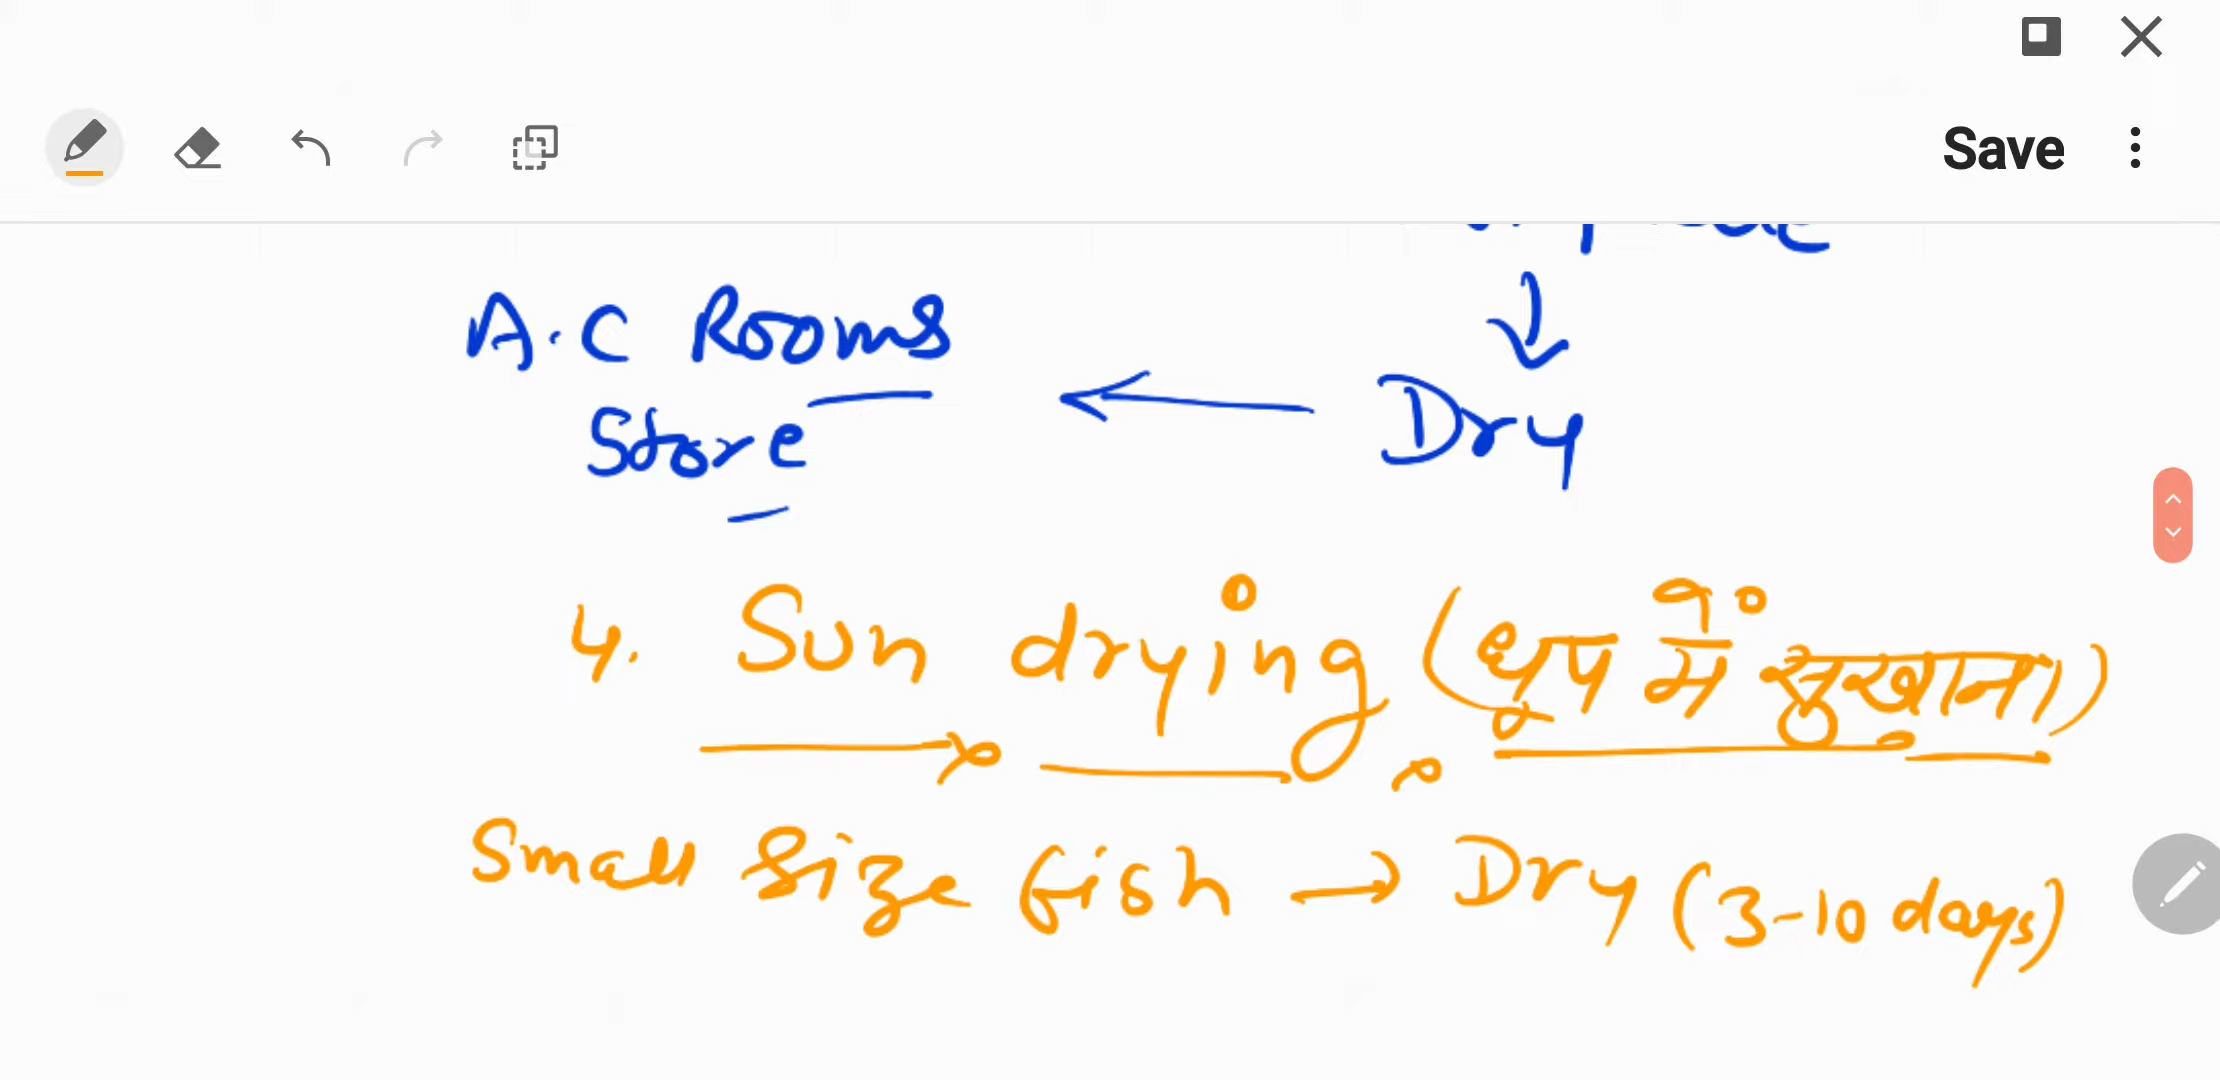 Save
A.C Rooms
Store ← Dry
4. Sun drying (धूप में सुखाना)
Small Size fish → Dry (3-10 days)